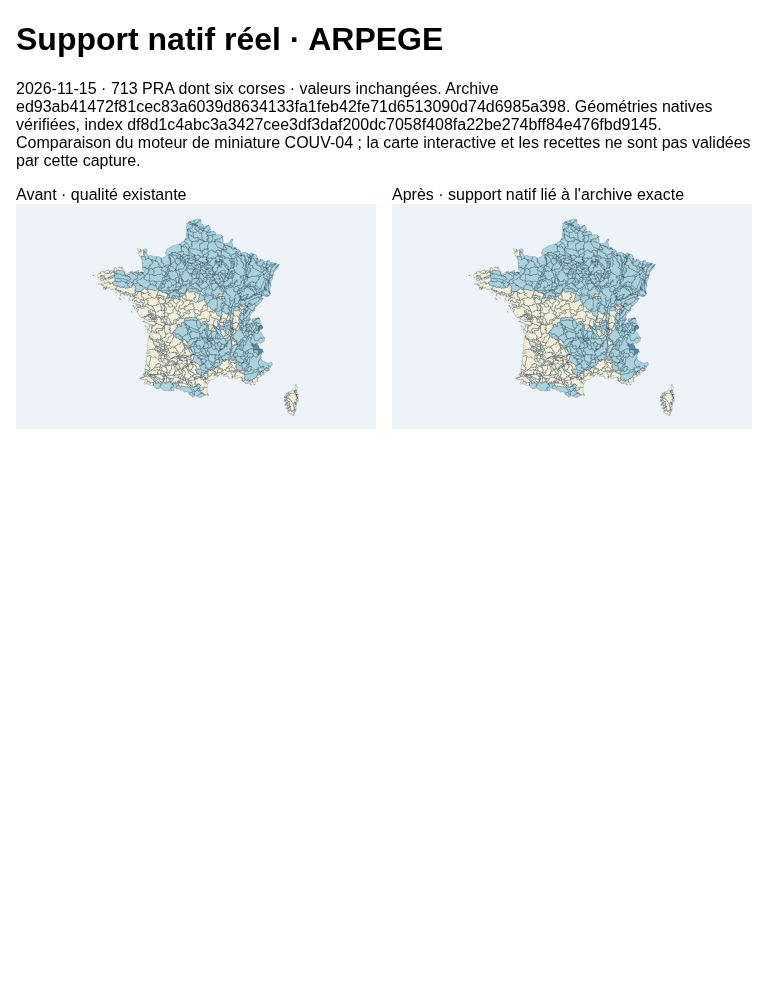 Support natif réel · ARPEGE
2026-11-15 · 713 PRA dont six corses · valeurs inchangées. Archive
ed93ab41472f81cec83a6039d8634133fa1feb42fe71d6513090d74d6985a398. Géométries natives
vérifiées, index df8d1c4abc3a3427cee3df3daf200dc7058f408fa22be274bff84e476fbd9145.
Comparaison du moteur de miniature COUV-04 ; la carte interactive et les recettes ne sont pas validées
par cette capture.
Avant · qualité existante
Après · support natif lié à l'archive exacte